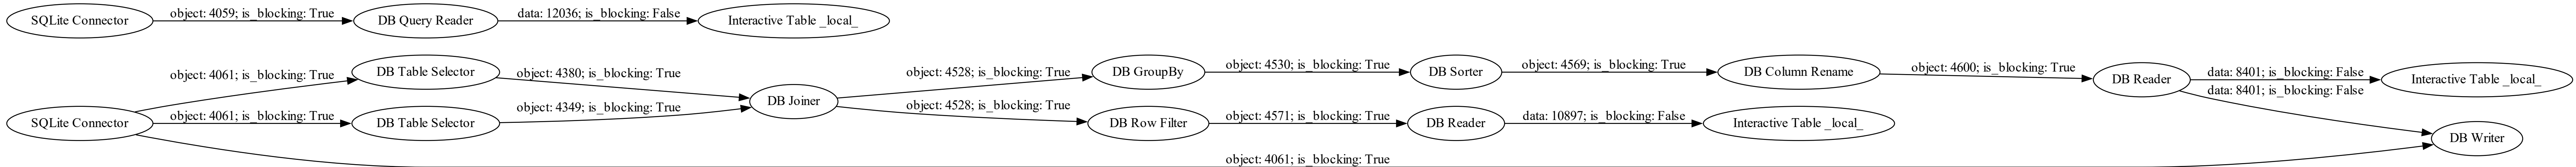 SQLite Connector
object: 4059; is_blocking: True
DB Query Reader
data: 12036; is_blocking: False
Interactive Table _local_
object: 4061; is_blocking: True
DB Table Selector
object: 4380; is_blocking: True
SQLite Connector
object: 4061; is_blocking: True
DB Table Selector
object: 4349; is_blocking: True
DB Joiner
object: 4528; is_blocking: True
DB GroupBy
object: 4530; is_blocking: True
DB Sorter
object: 4569; is_blocking: True
DB Column Rename
object: 4600; is_blocking: True
DB Reader
data: 8401; is_blocking: False
Interactive Table _local_
data: 8401; is_blocking: False
object: 4528; is_blocking: True
DB Row Filter
object: 4571; is_blocking: True
DB Reader
data: 10897; is_blocking: False
Interactive Table _local_
DB Writer
object: 4061; is_blocking: True